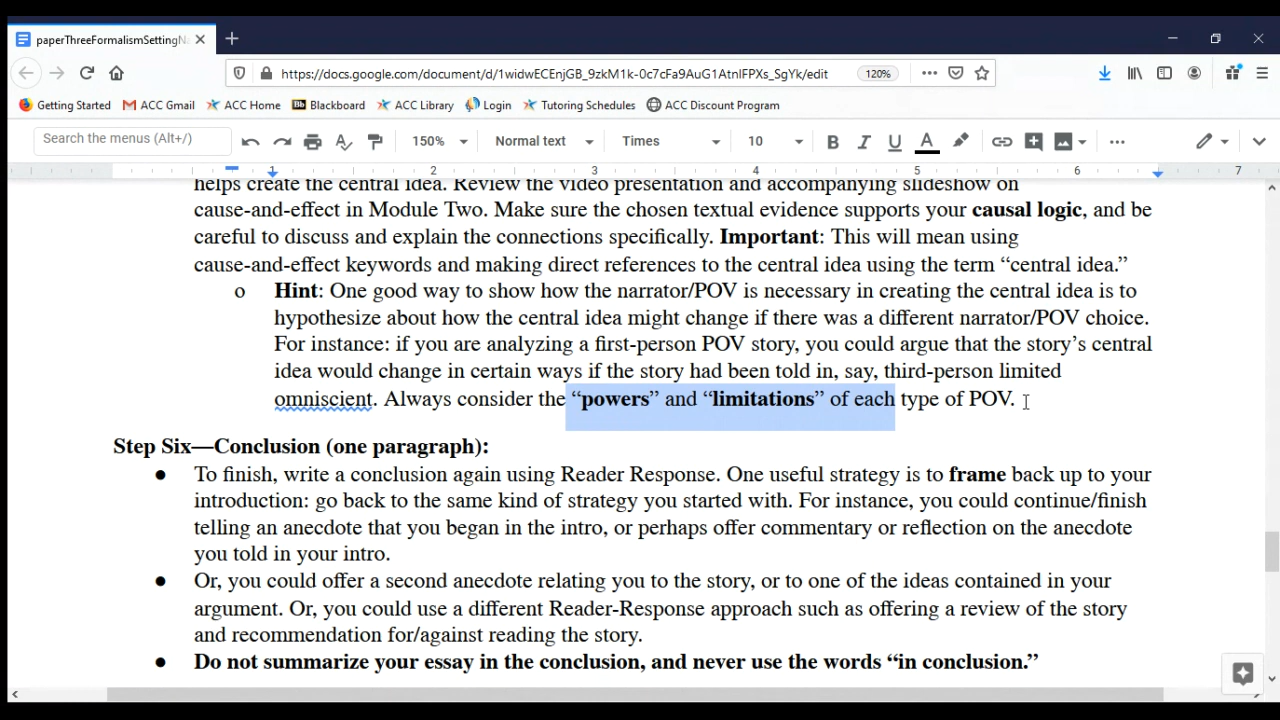 paperThreeFormalismSettingN
https://docs.google.com/document/d/1widwECEnjGB_9zkM1k-0c7cFa9AuG1AtnlFPXs_SgYk/edit 120%
Getting Started ACC Gmail ACC Home Bb Blackboard ACC Library Login Tutoring Schedules ACC Discount Program
Search the menus (Alt+/) 150% Normal text Times 10 B I U A
1 2 3 4 5 6 7
helps create the central idea. Review the video presentation and accompanying slideshow on
cause-and-effect in Module Two. Make sure the chosen textual evidence supports your causal logic, and be
careful to discuss and explain the connections specifically. Important: This will mean using
cause-and-effect keywords and making direct references to the central idea using the term “central idea.”
o Hint: One good way to show how the narrator/POV is necessary in creating the central idea is to
hypothesize about how the central idea might change if there was a different narrator/POV choice.
For instance: if you are analyzing a first-person POV story, you could argue that the story’s central
idea would change in certain ways if the story had been told in, say, third-person limited
omniscient. Always consider the “powers” and “limitations” of each type of POV.
Step Six—Conclusion (one paragraph):
● To finish, write a conclusion again using Reader Response. One useful strategy is to frame back up to your
introduction: go back to the same kind of strategy you started with. For instance, you could continue/finish
telling an anecdote that you began in the intro, or perhaps offer commentary or reflection on the anecdote
you told in your intro.
● Or, you could offer a second anecdote relating you to the story, or to one of the ideas contained in your
argument. Or, you could use a different Reader-Response approach such as offering a review of the story
and recommendation for/against reading the story.
● Do not summarize your essay in the conclusion, and never use the words “in conclusion.”